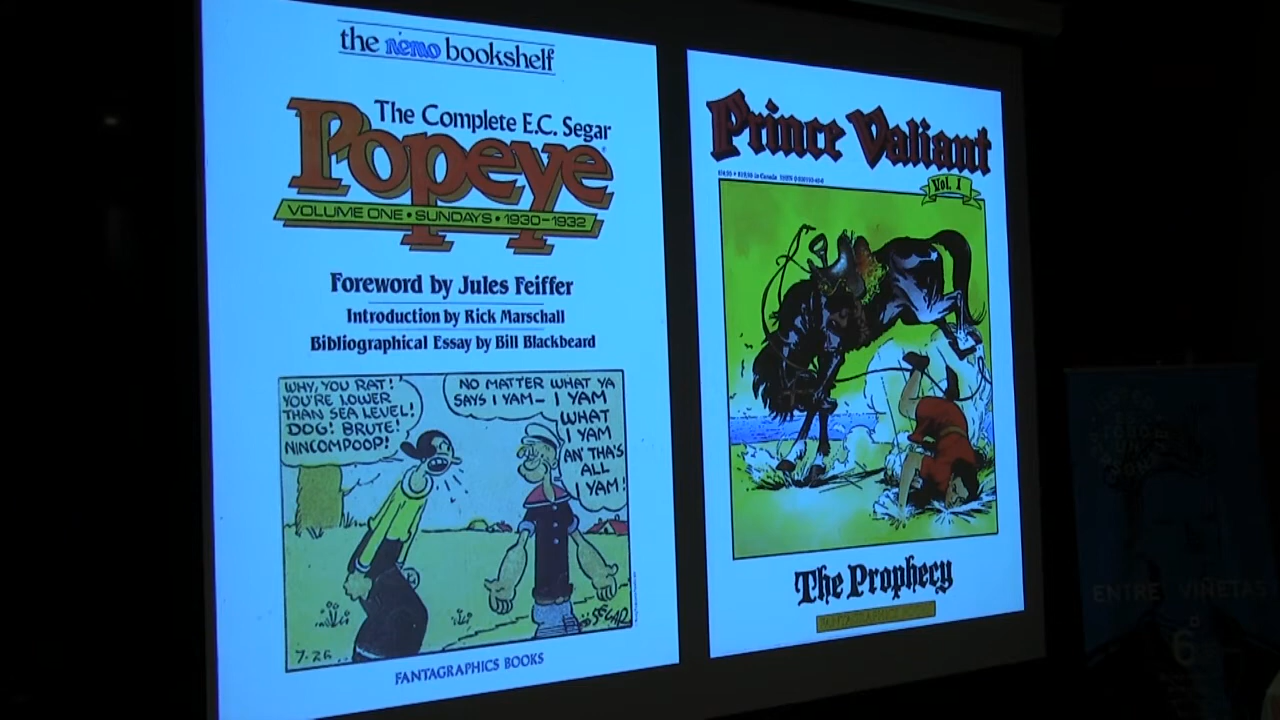 the nemo bookshelf
The Complete E.C. Segar
Popeye
VOLUME ONE • SUNDAYS • 1930–1932
Foreword by Jules Feiffer
Introduction by Rick Marschall
Bibliographical Essay by Bill Blackbeard
WHY, YOU RAT!
YOU'RE LOWER
THAN SEA LEVEL!
DOG! BRUTE!
NINCOMPOOP!
NO MATTER WHAT YA
SAYS I YAM– I YAM
WHAT
I YAM
AN' THA'S
ALL
I YAM!
SEGAR
FANTAGRAPHICS BOOKS
Prince Valiant
Vol. 1
The Prophecy
ENTRE VIÑETAS
6